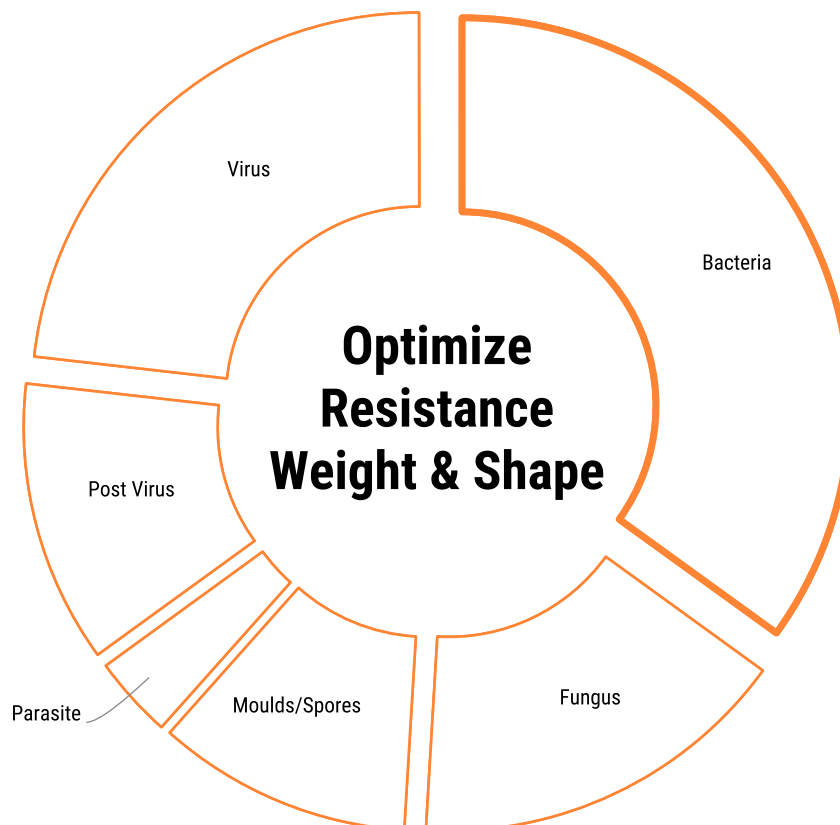 Virus
Bacteria
Optimize
Resistance
Weight & Shape
Post Virus
Fungus
Moulds/Spores
Parasite